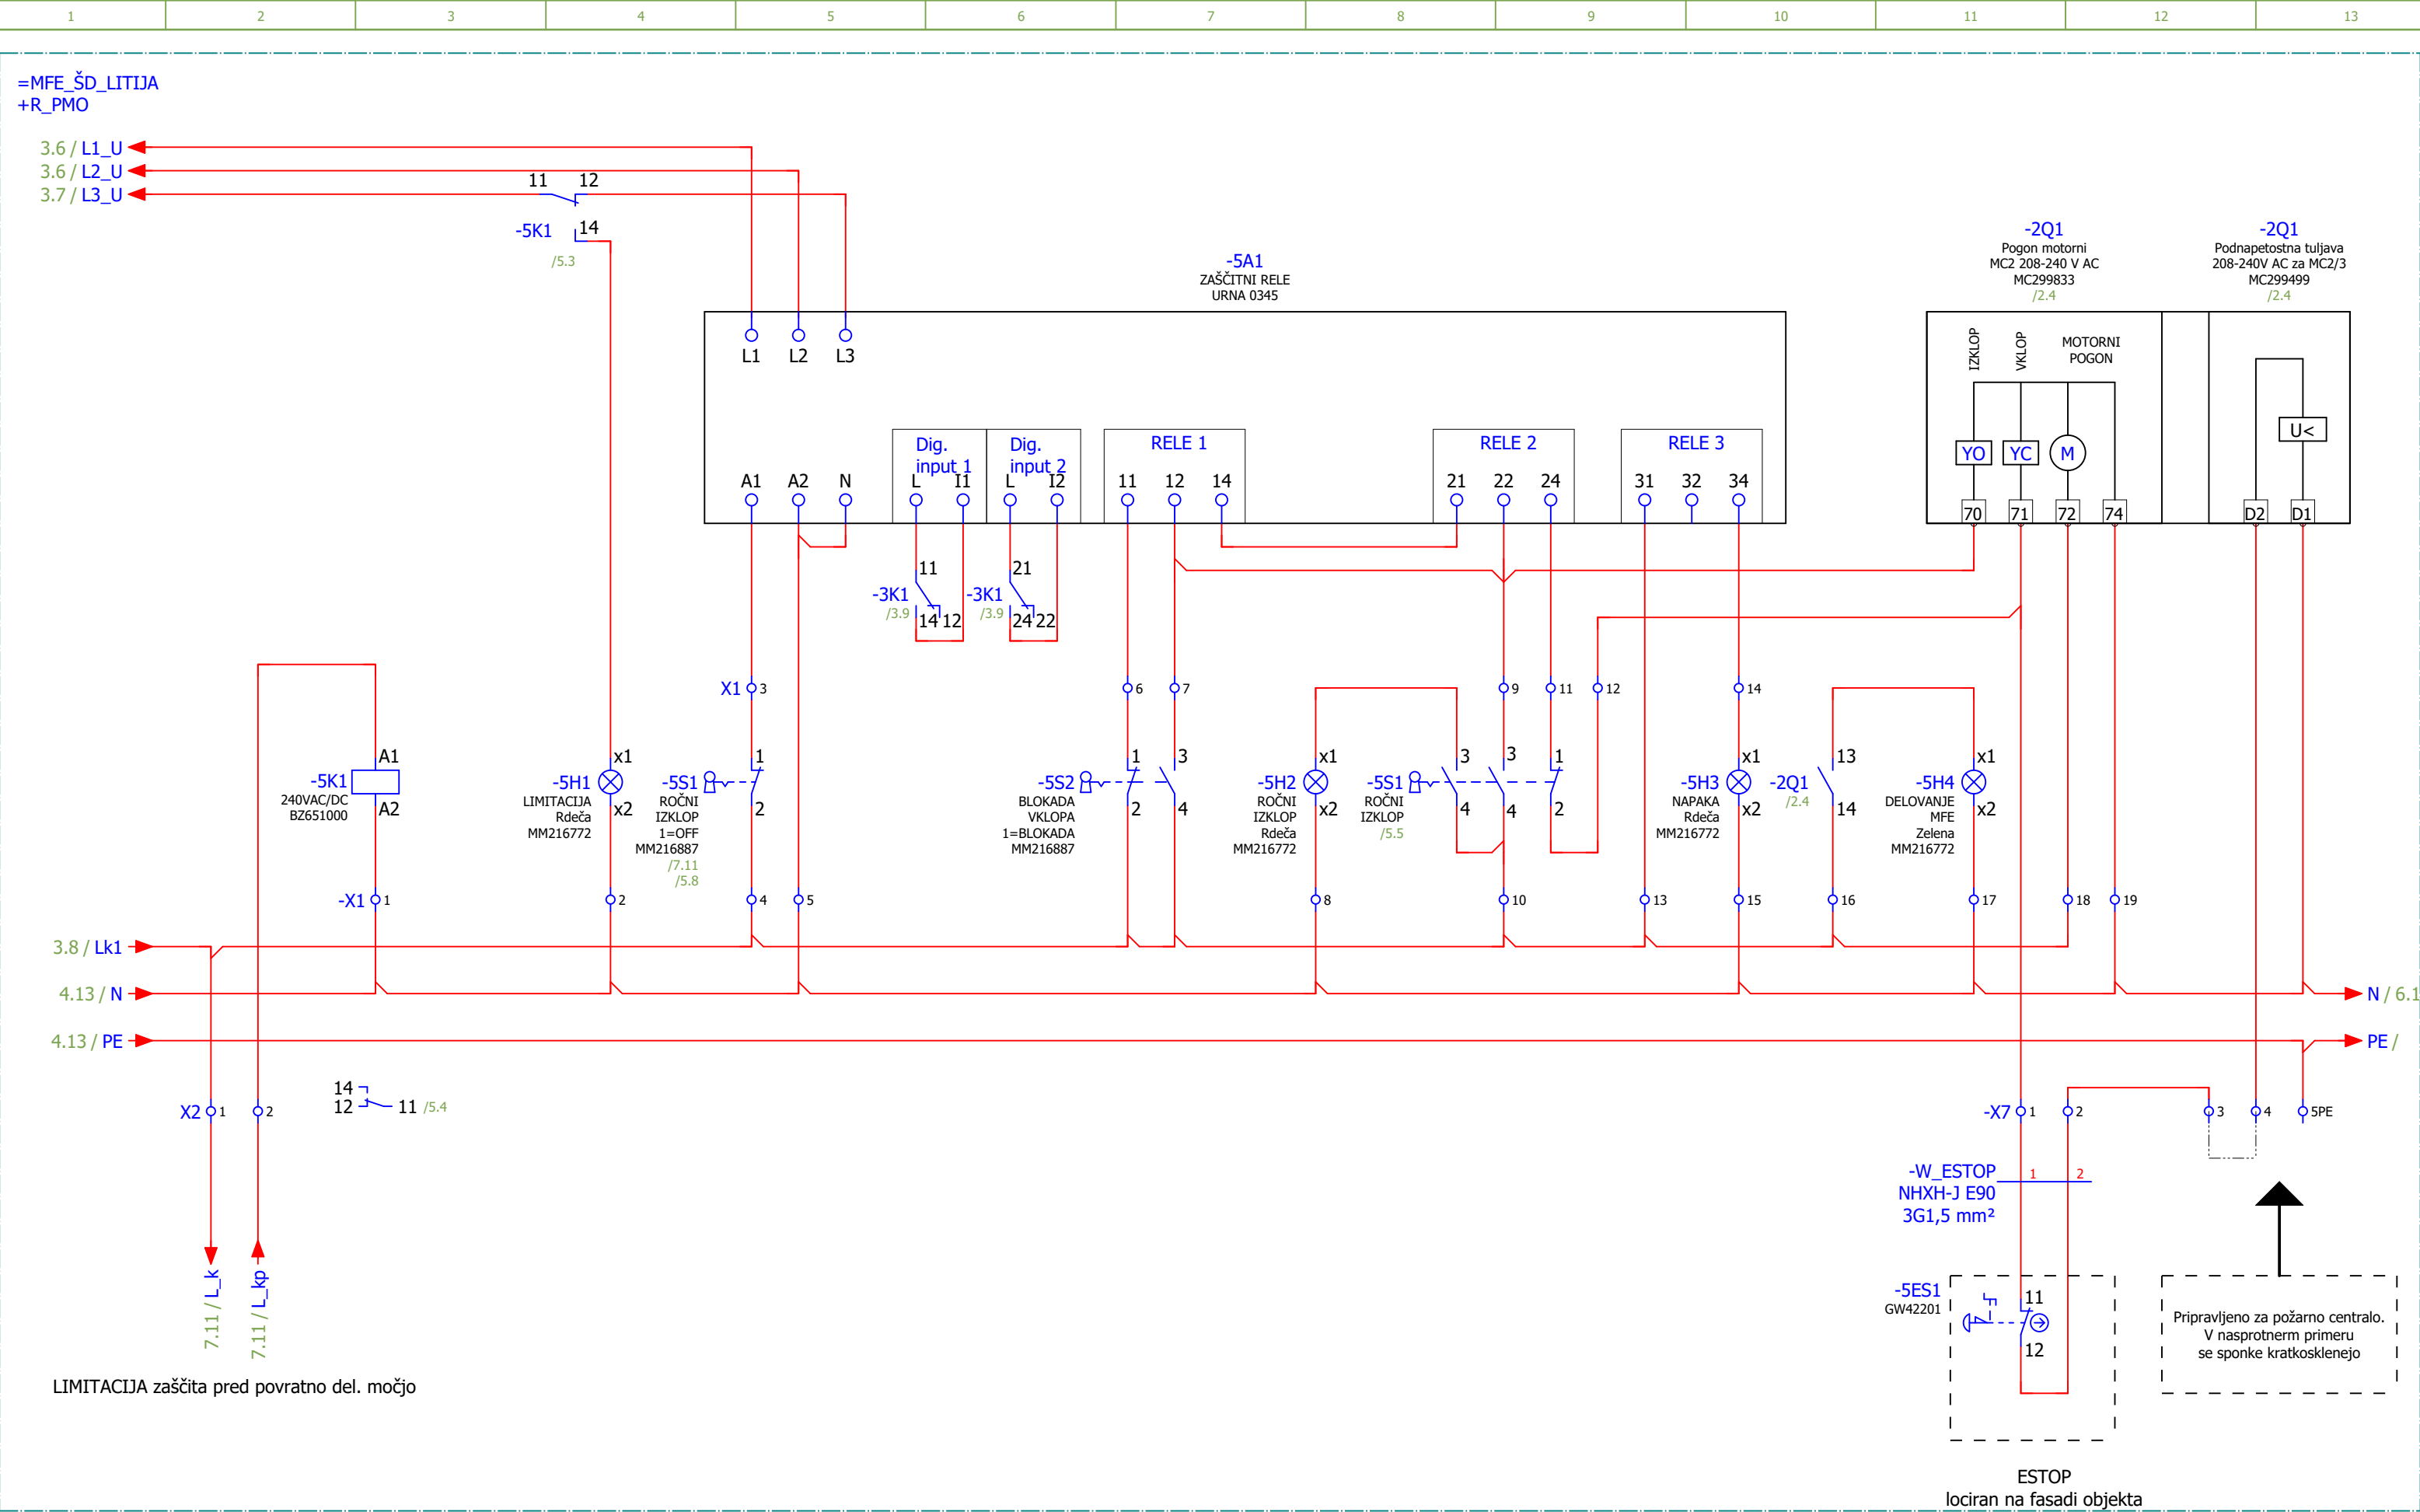 1 2 3 4 5 6 7 8 9 10 11 12 13
=MFE_ŠD_LITIJA
+R_PMO
3.6 / L1_U
3.6 / L2_U
3.7 / L3_U
11 12
-5K1 14
/5.3
-5A1
ZAŠČITNI RELE
URNA 0345
-2Q1
Pogon motorni
MC2 208-240 V AC
MC299833
/2.4
-2Q1
Podnapetostna tuljava
208-240V AC za MC2/3
MC299499
/2.4
L1 L2 L3
IZKLOP
VKLOP
MOTORNI
POGON
YO YC M
U<
70 71 72 74
D2 D1
Dig.
input 1
Dig.
input 2
RELE 1
RELE 2
RELE 3
A1 A2 N L I1 L I2 11 12 14 21 22 24 31 32 34
11
-3K1
/3.9
14 12
21
-3K1
/3.9
24 22
X1 3 6 7 9 11 12 14
A1
-5K1
240VAC/DC
BZ651000
A2
x1
-5H1
LIMITACIJA
Rdeča
MM216772
x2
1
-5S1
ROČNI
IZKLOP
1=OFF
MM216887
/7.11
/5.8
2
1 3
-5S2
BLOKADA
VKLOPA
1=BLOKADA
MM216887
2 4
x1
-5H2
ROČNI
IZKLOP
Rdeča
MM216772
x2
3 3 1
-5S1
ROČNI
IZKLOP
/5.5
4 4 2
x1
-5H3
NAPAKA
Rdeča
MM216772
x2
13
-2Q1
/2.4
14
x1
-5H4
DELOVANJE
MFE
Zelena
MM216772
x2
-X1 1 2 4 5 8 10 13 15 16 17 18 19
3.8 / Lk1
4.13 / N
N / 6.1
4.13 / PE
PE /
14
12 11 /5.4
X2 1 2
-X7 1 2 3 4 5PE
-W_ESTOP 1 2
NHXH-J E90
3G1,5 mm²
7.11 / L_k
7.11 / L_kp
-5ES1
GW42201
11
12
Pripravljeno za požarno centralo.
V nasprotnerm primeru
se sponke kratkosklenejo
LIMITACIJA zaščita pred povratno del. močjo
ESTOP
lociran na fasadi objekta